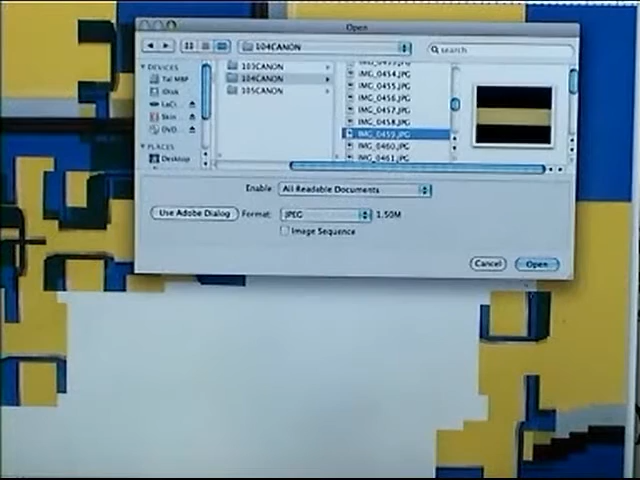 Open
104CANON
search
DEVICES
Tal MBP
iDisk
LaCi...
Skin ...
DVD...
PLACES
Desktop
103CANON
104CANON
105CANON
IMG_0454.JPG
IMG_0455.JPG
IMG_0456.JPG
IMG_0457.JPG
IMG_0458.JPG
IMG_0459.JPG
IMG_0460.JPG
IMG_0461.JPG
Enable: All Readable Documents
Use Adobe Dialog Format: JPEG 1.50M
Image Sequence
Cancel Open